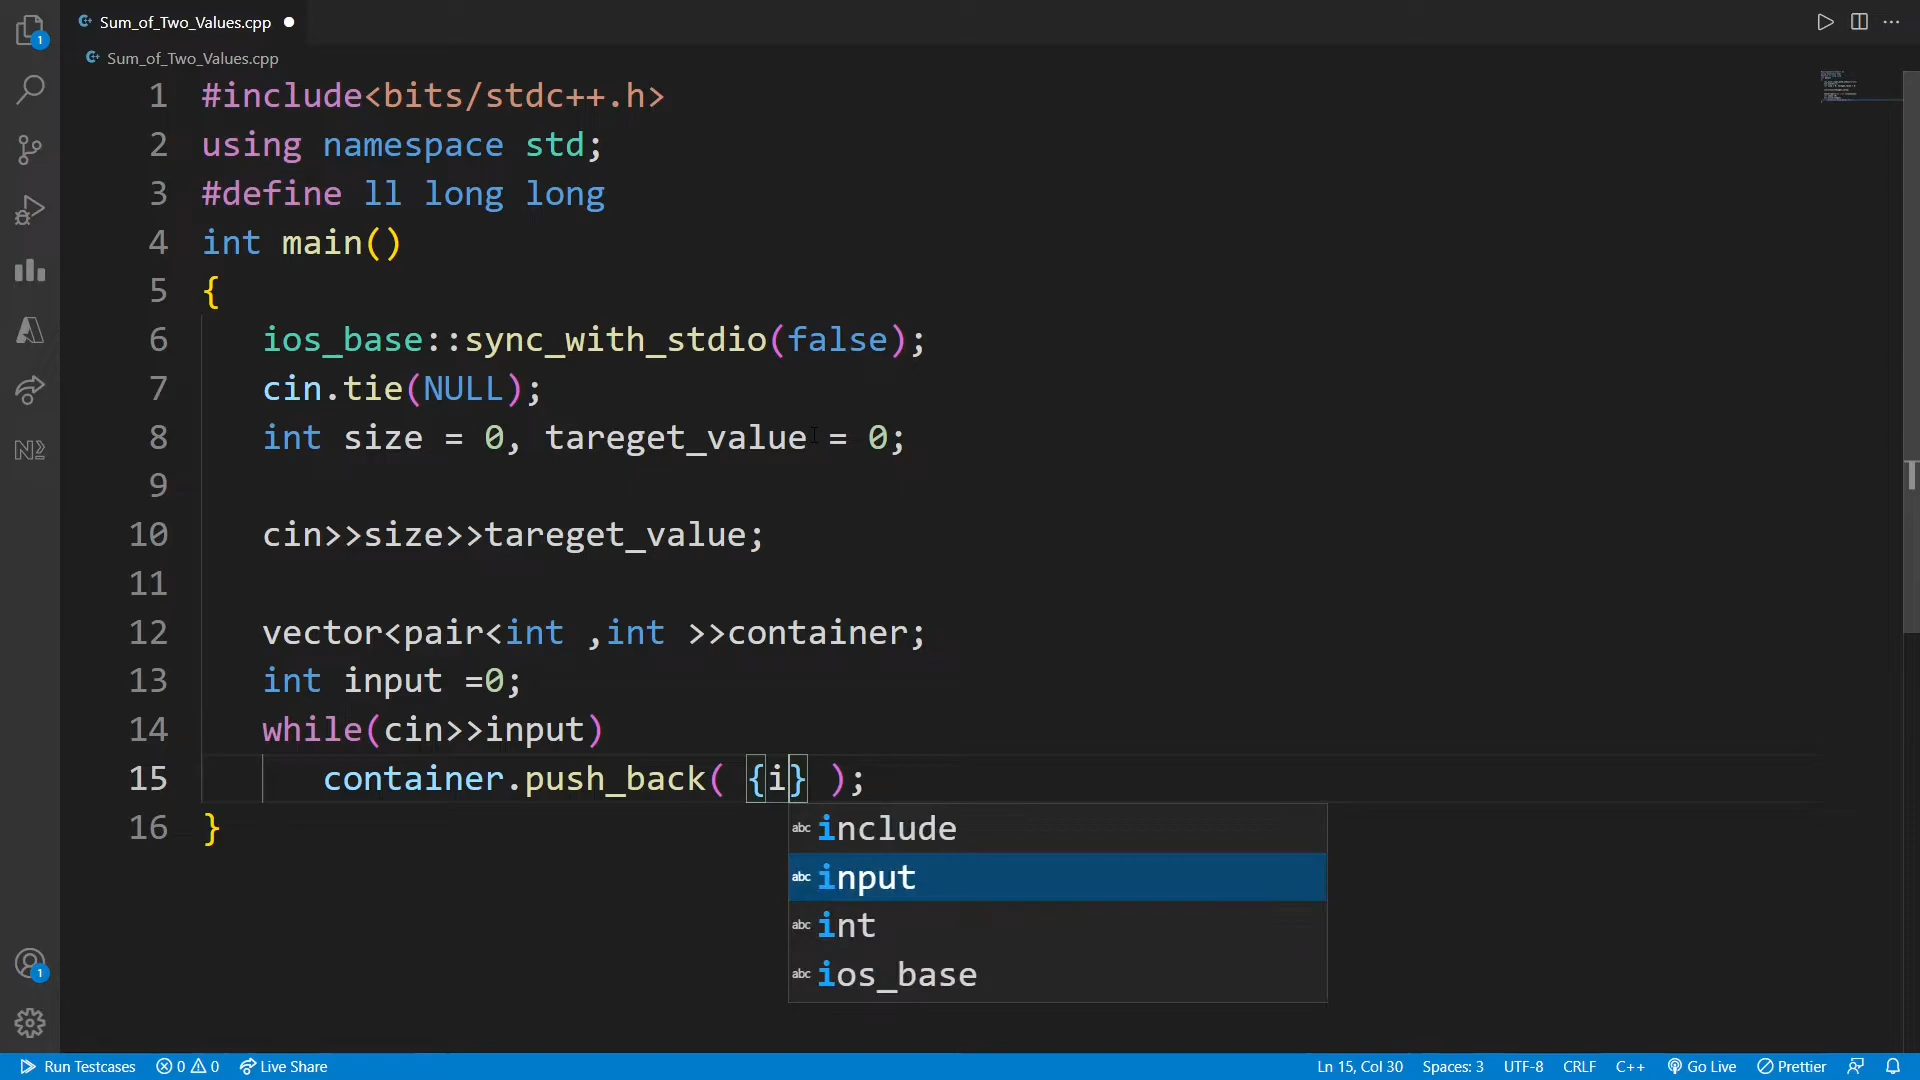 Sum_of_Two_Values.cpp
Sum_of_Two_Values.cpp
1 #include<bits/stdc++.h>
2 using namespace std;
3 #define ll long long
4 int main()
5 {
6 ios_base::sync_with_stdio(false);
7 cin.tie(NULL);
8 int size = 0, tareget_value = 0;
9
10 cin>>size>>tareget_value;
11
12 vector<pair<int ,int >>container;
13 int input =0;
14 while(cin>>input)
15 container.push_back( {i} );
16 }
abc include
abc input
abc int
abc ios_base
1
1
Run Testcases 0 0 Live Share Ln 15, Col 30 Spaces: 3 UTF-8 CRLF C++ Go Live Prettier